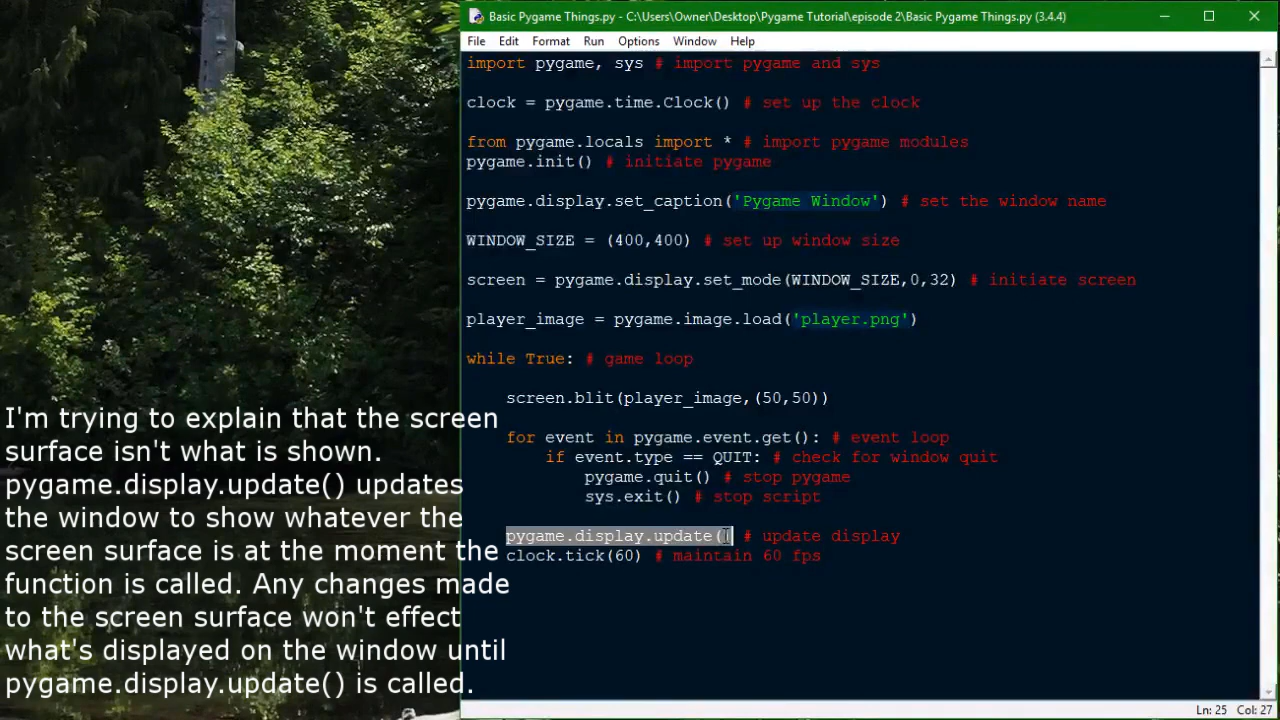 Basic Pygame Things.py - C:\Users\Owner\Desktop\Pygame Tutorial\episode 2\Basic Pygame Things.py (3.4.4)
File Edit Format Run Options Window Help
import pygame, sys # import pygame and sys
clock = pygame.time.Clock() # set up the clock
from pygame.locals import * # import pygame modules
pygame.init() # initiate pygame
pygame.display.set_caption('Pygame Window') # set the window name
WINDOW_SIZE = (400,400) # set up window size
screen = pygame.display.set_mode(WINDOW_SIZE,0,32) # initiate screen
player_image = pygame.image.load('player.png')
while True: # game loop
screen.blit(player_image,(50,50))
for event in pygame.event.get(): # event loop
if event.type == QUIT: # check for window quit
pygame.quit() # stop pygame
sys.exit() # stop script
pygame.display.update() # update display
clock.tick(60) # maintain 60 fps
I'm trying to explain that the screen
surface isn't what is shown.
pygame.display.update() updates
the window to show whatever the
screen surface is at the moment the
function is called. Any changes made
to the screen surface won't effect
what's displayed on the window until
pygame.display.update() is called.
Ln: 25 Col: 27